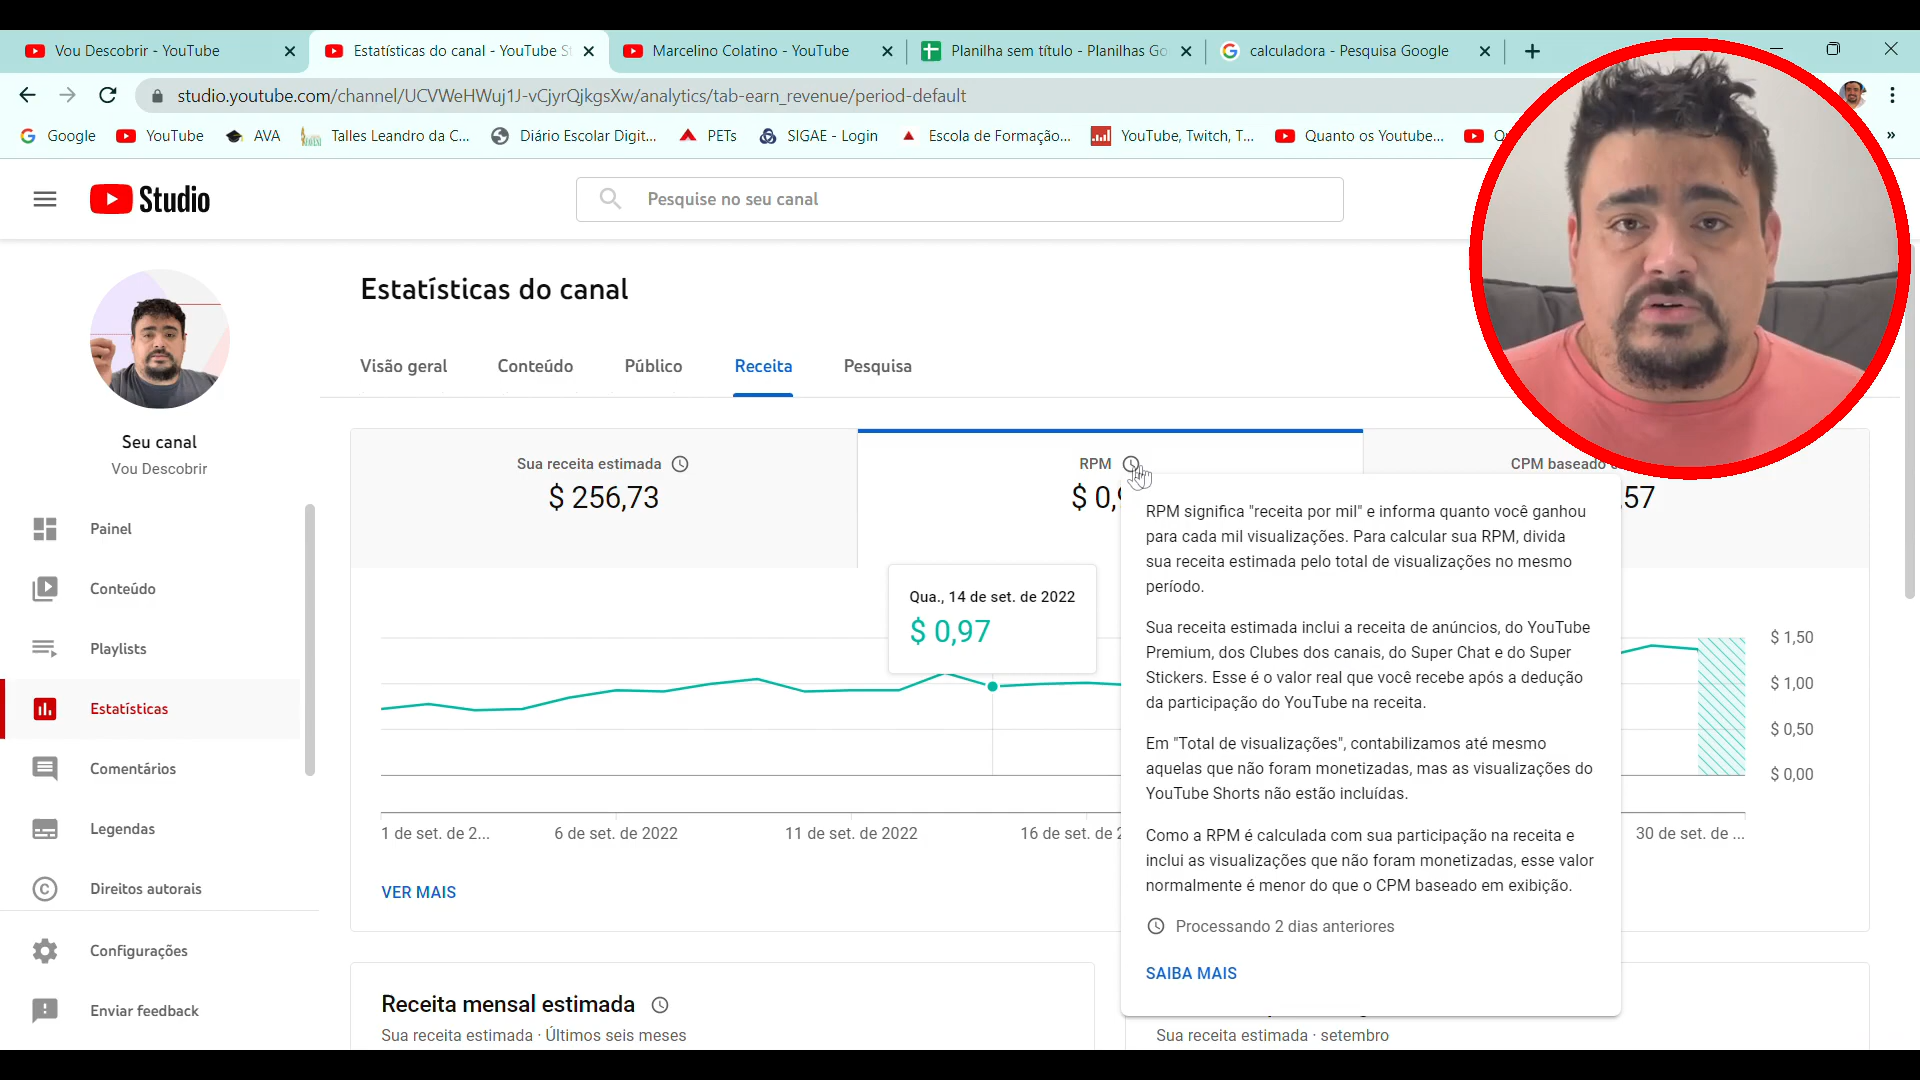 Vou Descobrir - YouTube
Estatísticas do canal - YouTube S
Marcelino Colatino - YouTube
Planilha sem título - Planilhas Go
calculadora - Pesquisa Google
studio.youtube.com/channel/UCVWeHWuj1J-vCjyrQjkgsXw/analytics/tab-earn_revenue/period-default
Google
YouTube
AVA
Talles Leandro da C...
Diário Escolar Digit...
PETs
SIGAE - Login
Escola de Formação...
YouTube, Twitch, T...
Quanto os Youtube...
Studio
Pesquise no seu canal
Estatísticas do canal
Visão geral
Conteúdo
Público
Receita
Pesquisa
Seu canal
Vou Descobrir
Painel
Conteúdo
Playlists
Estatísticas
Comentários
Legendas
Direitos autorais
Configurações
Enviar feedback
Sua receita estimada
$ 256,73
RPM
$ 0,
CPM baseado
,57
Qua., 14 de set. de 2022
$ 0,97
RPM significa "receita por mil" e informa quanto você ganhou
para cada mil visualizações. Para calcular sua RPM, divida
sua receita estimada pelo total de visualizações no mesmo
período.
Sua receita estimada inclui a receita de anúncios, do YouTube
Premium, dos Clubes dos canais, do Super Chat e do Super
Stickers. Esse é o valor real que você recebe após a dedução
da participação do YouTube na receita.
Em "Total de visualizações", contabilizamos até mesmo
aquelas que não foram monetizadas, mas as visualizações do
YouTube Shorts não estão incluídas.
Como a RPM é calculada com sua participação na receita e
inclui as visualizações que não foram monetizadas, esse valor
normalmente é menor do que o CPM baseado em exibição.
Processando 2 dias anteriores
SAIBA MAIS
$ 1,50
$ 1,00
$ 0,50
$ 0,00
1 de set. de 2...
6 de set. de 2022
11 de set. de 2022
16 de set. de 2
30 de set. de ...
VER MAIS
Receita mensal estimada
Sua receita estimada · Últimos seis meses
Sua receita estimada · setembro